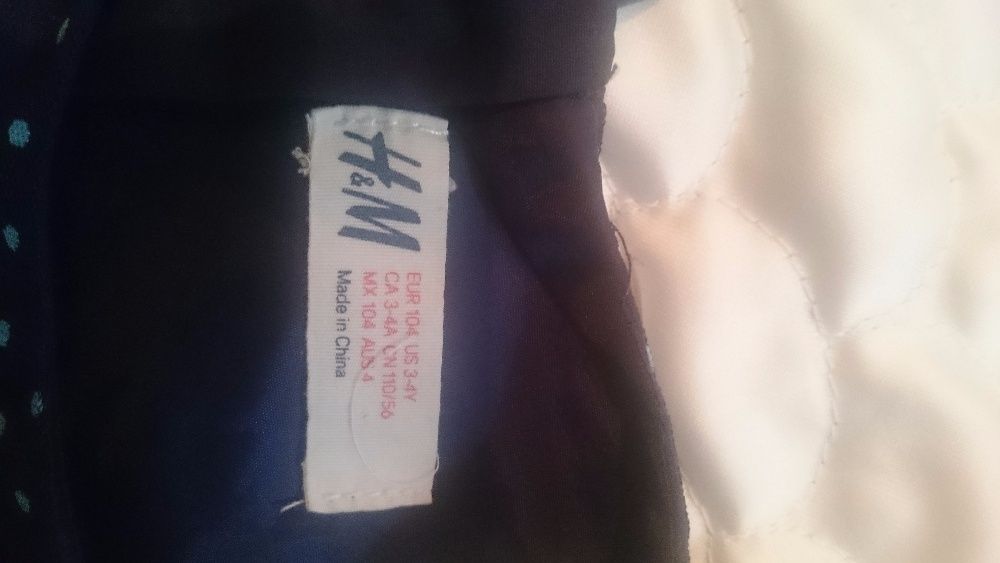 H&M
EUR 104 US 3-4Y
CA 3-4A CN 110/56
MX 104 AUS 4
Made in China